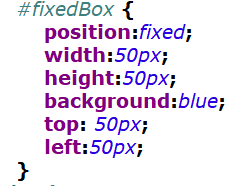 #fixedBox {
position:fixed;
width:50px;
height:50px;
background:blue;
top: 50px;
left:50px;
}